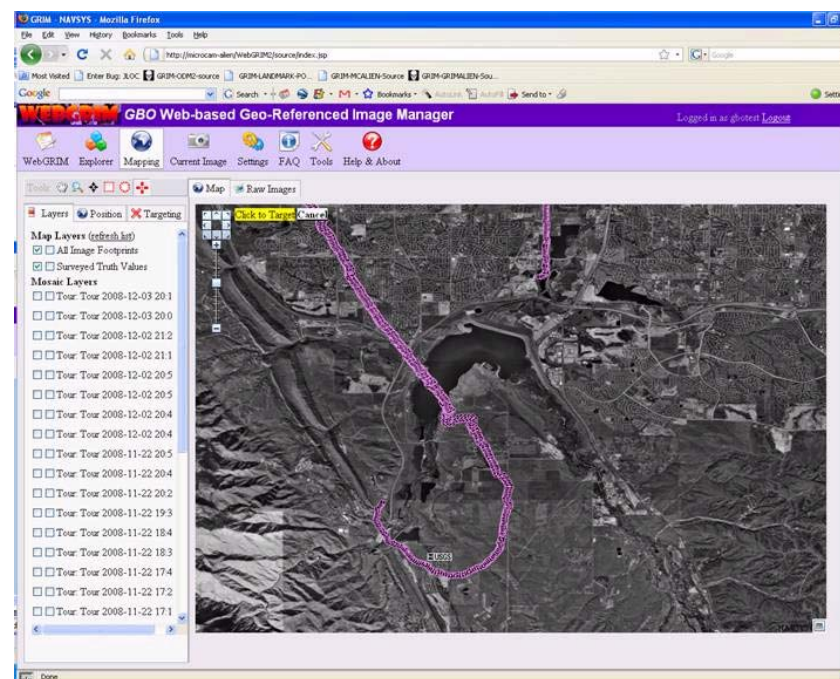 GRIM - NAVSYS - Mozilla Firefox
File Edit View History Bookmarks Tools Help
http://microcam-alien/WebGRIM2/source/index.jsp
Google
Most Visited Enter Bug: JLOC GRIM-ODM2-source GRIM-LANDMARK-PO... GRIM-MCALIEN-Source GRIM-GRIMALIEN-Sou...
Google Search Bookmarks AutoLink AutoFill Send to Setti
WEBGRIM GBO Web-based Geo-Referenced Image Manager Logged in as gbotest Logout
WebGRIM Explorer Mapping Current Image Settings FAQ Tools Help & About
Tools: Map Raw Images
Layers Position Targeting
Click to Target Cancel
Map Layers (refresh list)
All Image Footprints
Surveyed Truth Values
Mosaic Layers
Tour: Tour 2008-12-03 20:1
Tour: Tour 2008-12-03 20:0
Tour: Tour 2008-12-02 21:2
Tour: Tour 2008-12-02 21:1
Tour: Tour 2008-12-02 20:5
Tour: Tour 2008-12-02 20:5
Tour: Tour 2008-12-02 20:4
Tour: Tour 2008-12-02 20:4
Tour: Tour 2008-11-22 20:5
Tour: Tour 2008-11-22 20:4
Tour: Tour 2008-11-22 20:2
Tour: Tour 2008-11-22 19:3
Tour: Tour 2008-11-22 18:4
Tour: Tour 2008-11-22 18:3
Tour: Tour 2008-11-22 17:4
Tour: Tour 2008-11-22 17:2
Tour: Tour 2008-11-22 17:1
Done